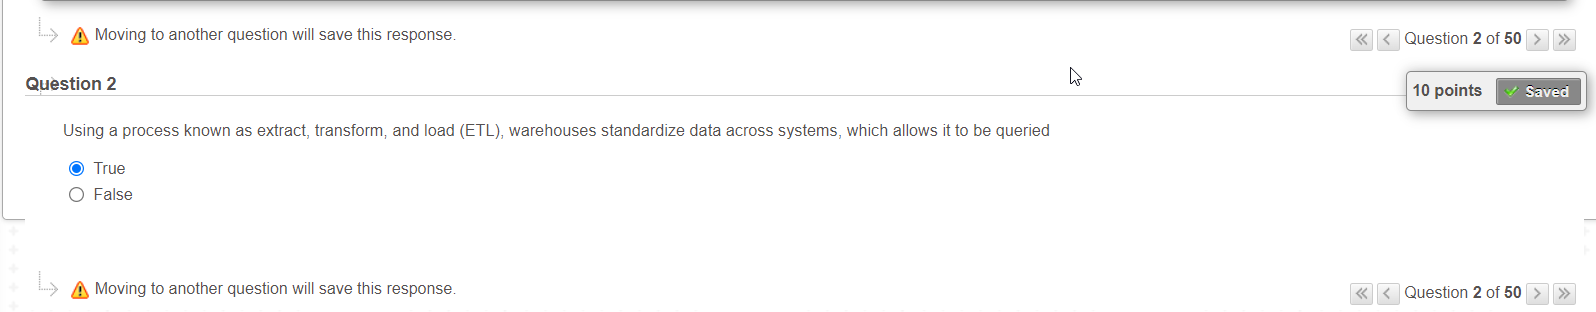 Moving to another question will save this response.
Question 2 of 50
Question 2
10 points
Saved
Using a process known as extract, transform, and load (ETL), warehouses standardize data across systems, which allows it to be queried
True
False
Moving to another question will save this response.
Question 2 of 50